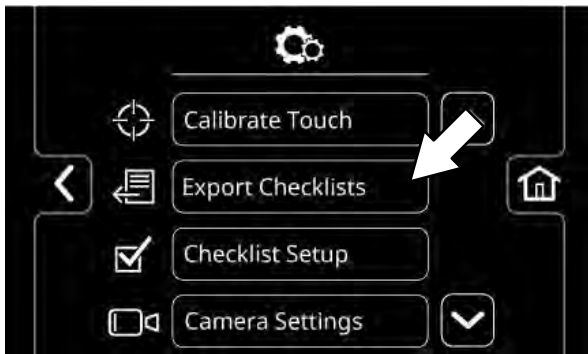 Calibrate Touch
Export Checklists
Checklist Setup
Camera Settings